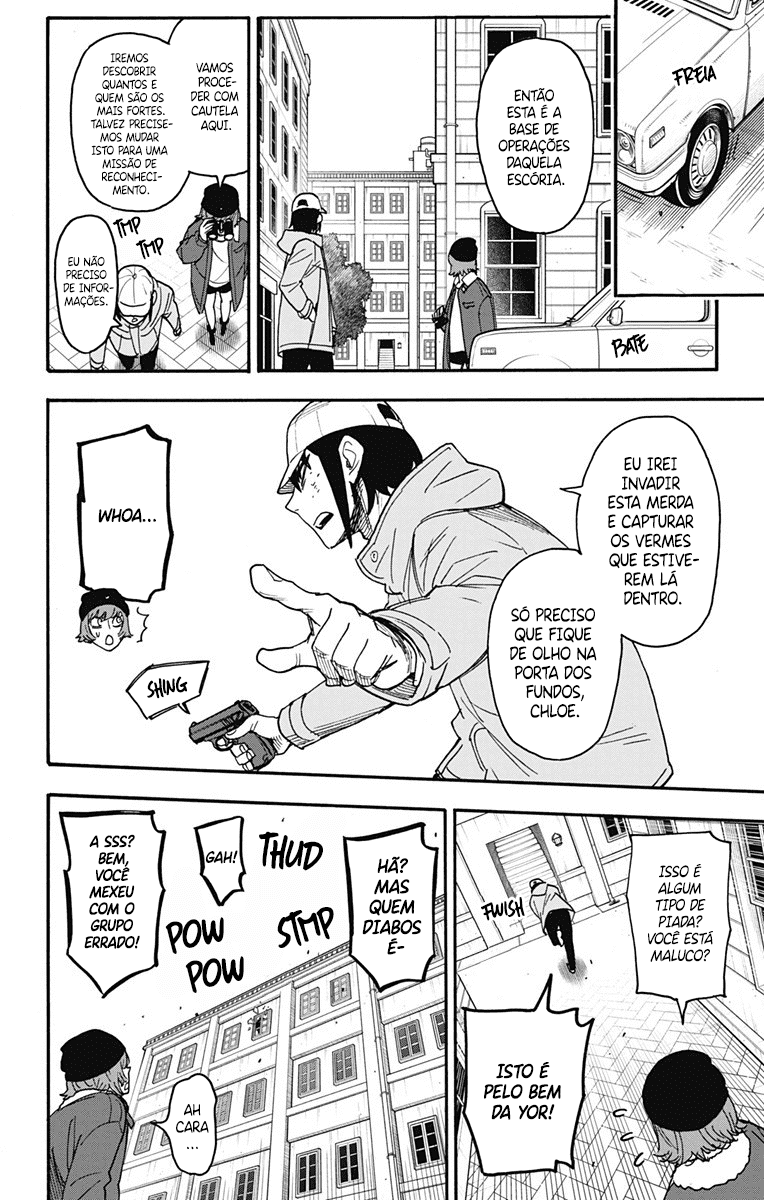 FREIA
ENTÃO
ESTA É A
BASE DE
OPERAÇÕES
DAQUELA
ESCÓRIA.
BATE
VAMOS
PROCE-
DER COM
CAUTELA
AQUI.
IREMOS
DESCOBRIR
QUANTOS E
QUEM SÃO OS
MAIS FORTES.
TALVEZ PRECISE-
MOS MUDAR
ISTO PARA UMA
MISSÃO DE
RECONHECI-
MENTO.
TMP
TMP
EU NÃO
PRECISO
DE INFOR-
MAÇÕES.
EU IREI
INVADIR
ESTA MERDA
E CAPTURAR
OS VERMES
QUE ESTIVE-
REM LÁ
DENTRO.
SÓ PRECISO
QUE FIQUE
DE OLHO NA
PORTA DOS
FUNDOS,
CHLOE.
WHOA...
SHING
ISSO É
ALGUM
TIPO DE
PIADA?
VOCÊ ESTÁ
MALUCO?
FWISH
ISTO É
PELO BEM
DA YOR!
HÃ?
MAS
QUEM
DIABOS
É-
THUD
STMP
GAH!
POW
POW
A SSS?
BEM,
VOCÊ
MEXEU
COM O
GRUPO
ERRADO!
AH
CARA
...